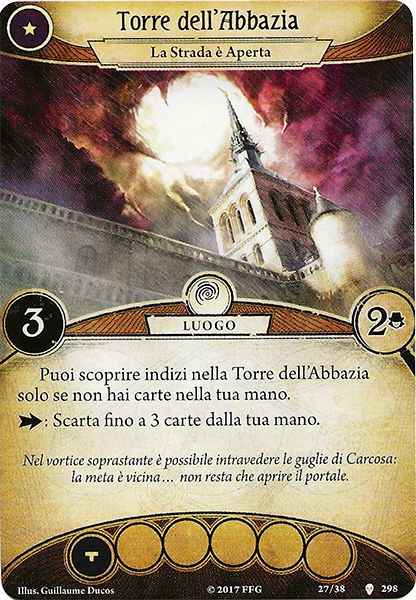 Torre dell'Abbazia
La Strada è Aperta
3
LUOGO
2
Puoi scoprire indizi nella Torre dell'Abbazia
solo se non hai carte nella tua mano.
: Scarta fino a 3 carte dalla tua mano.
Nel vortice soprastante è possibile intravedere le guglie di Carcosa:
la meta è vicina… non resta che aprire il portale.
Illus. Guillaume Ducos © 2017 FFG 27/38 298